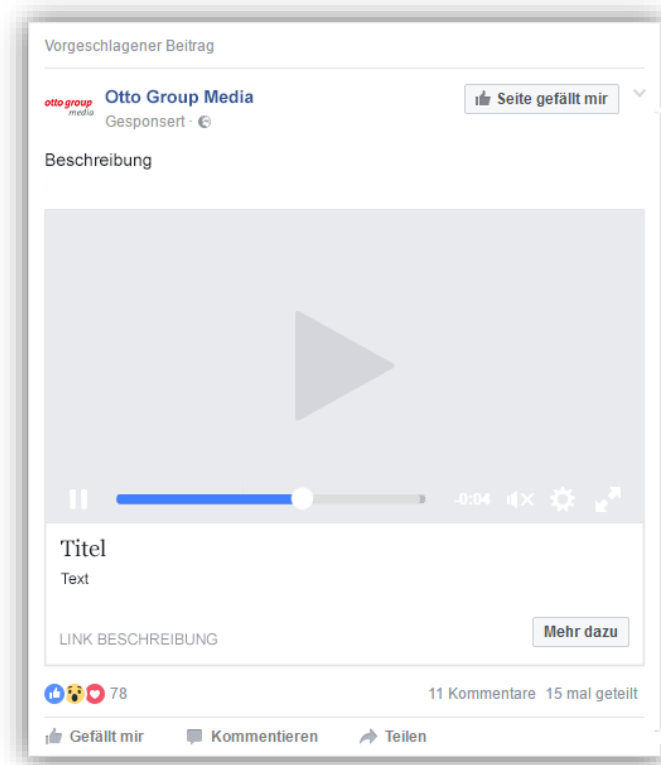 Vorgeschlagener Beitrag
otto group
media
Otto Group Media
Gesponsert ·
Seite gefällt mir
Beschreibung
-0:04
Titel
Text
LINK BESCHREIBUNG
Mehr dazu
78
11 Kommentare 15 mal geteilt
Gefällt mir Kommentieren Teilen